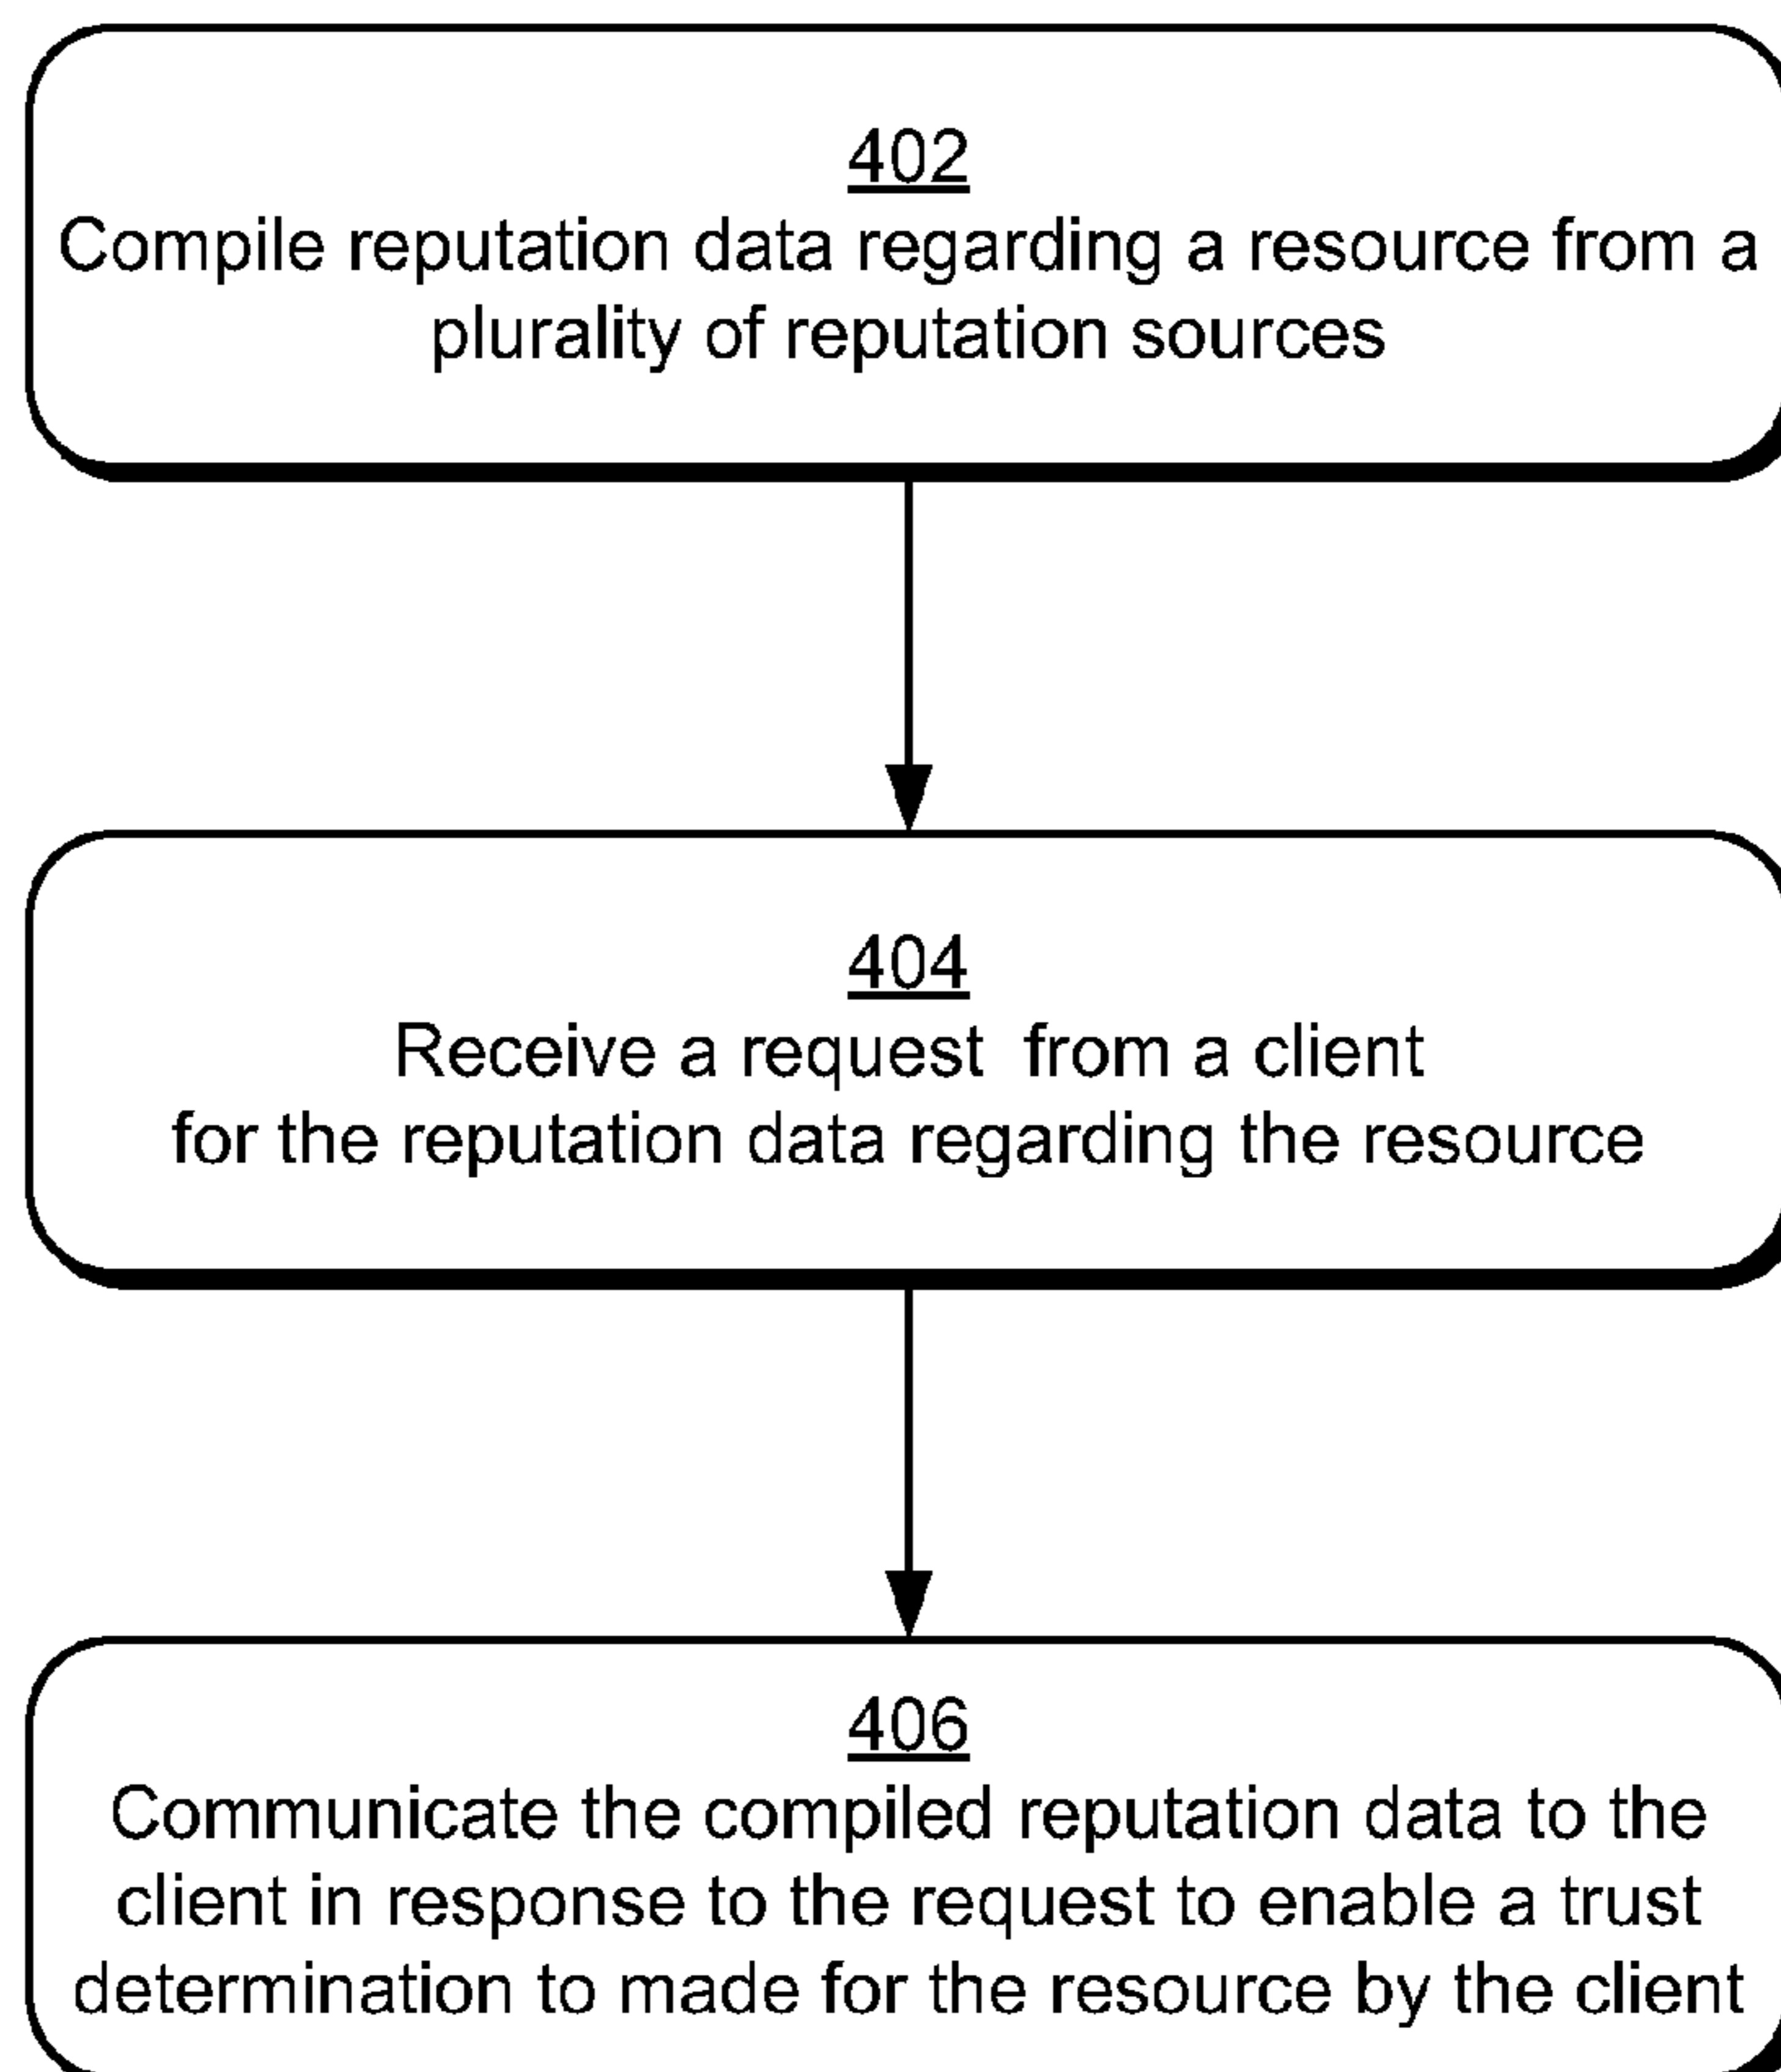 402
Compile reputation data regarding a resource from a
plurality of reputation sources
404
Receive a request  from a client
for the reputation data regarding the resource
406
Communicate the compiled reputation data to the
client in response to the request to enable a trust
determination to made for the resource by the client